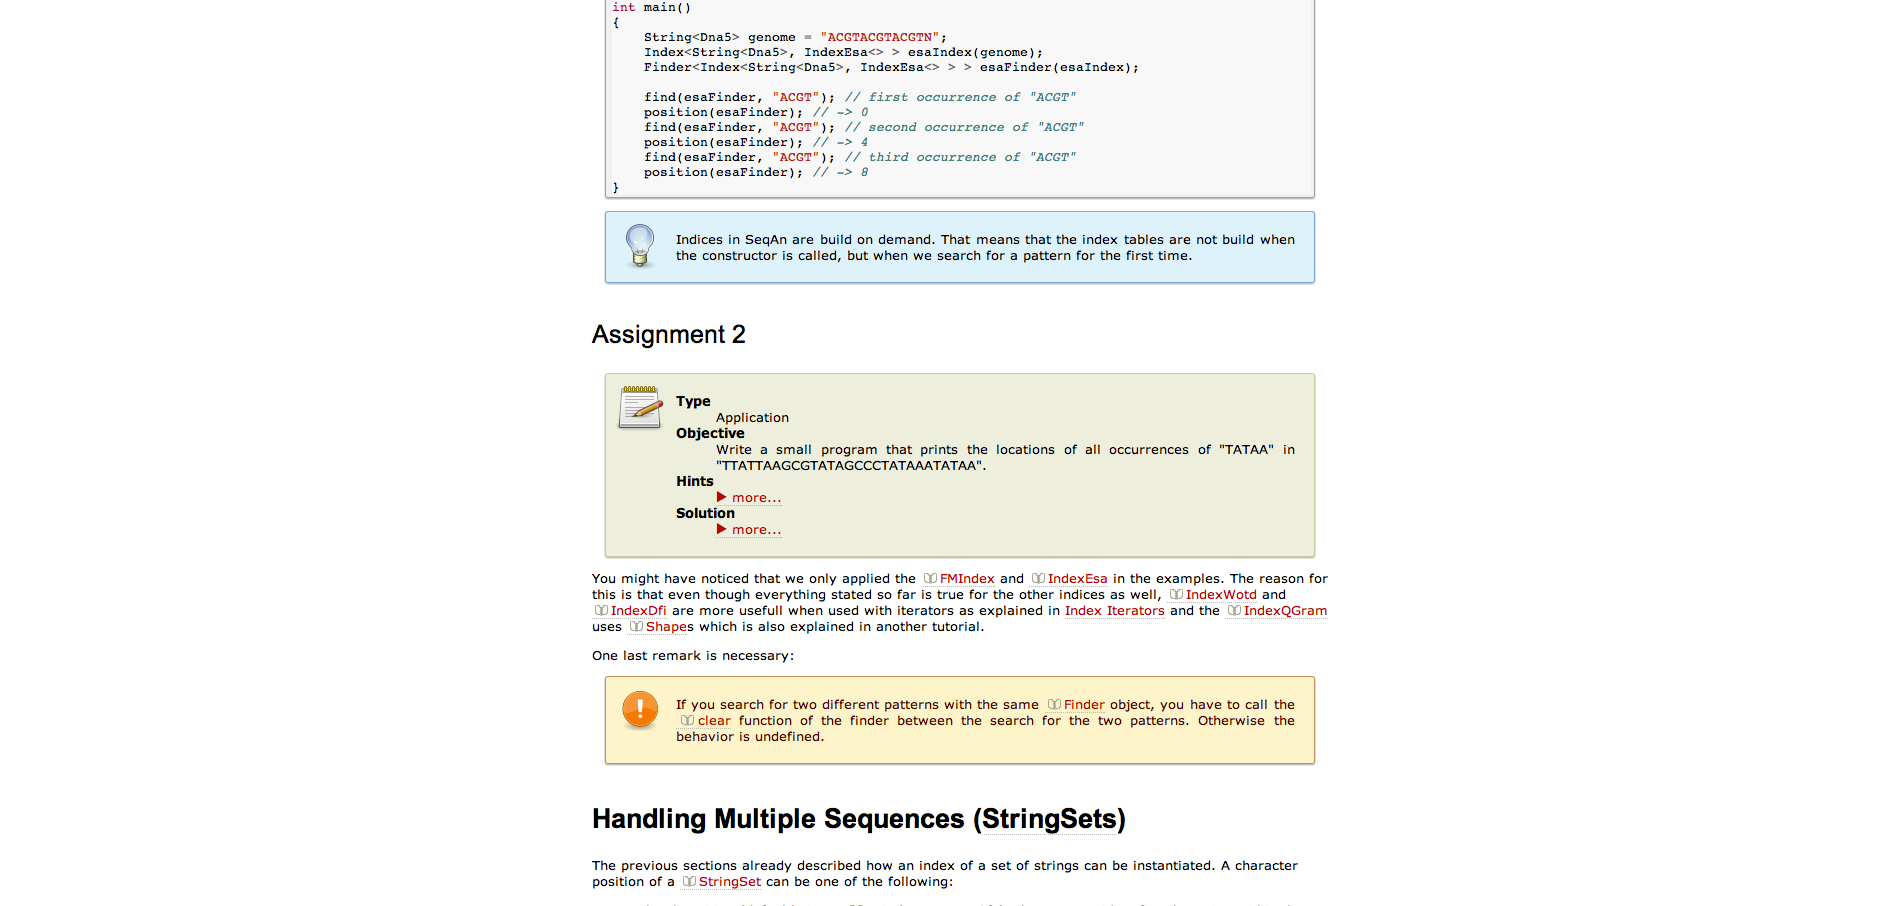 int main()
{
String<Dna5> genome = "ACGTACGTACGTN";
Index<String<Dna5>, IndexEsa<> > esaIndex(genome);
Finder<Index<String<Dna5>, IndexEsa<> > > esaFinder(esaIndex);
find(esaFinder, "ACGT"); // first occurrence of "ACGT"
position(esaFinder); // -> 0
find(esaFinder, "ACGT"); // second occurrence of "ACGT"
position(esaFinder); // -> 4
find(esaFinder, "ACGT"); // third occurrence of "ACGT"
position(esaFinder); // -> 8
}
Indices in SeqAn are build on demand. That means that the index tables are not build when
the constructor is called, but when we search for a pattern for the first time.
Assignment 2
Type
Application
Objective
Write a small program that prints the locations of all occurrences of "TATAA" in
"TTATTAAGCGTATAGCCCTATAAATATAA".
Hints
more...
Solution
more...
You might have noticed that we only applied the FMIndex and IndexEsa in the examples. The reason for
this is that even though everything stated so far is true for the other indices as well, IndexWotd and
IndexDfi are more usefull when used with iterators as explained in Index Iterators and the IndexQGram
uses Shapes which is also explained in another tutorial.
One last remark is necessary:
If you search for two different patterns with the same Finder object, you have to call the
clear function of the finder between the search for the two patterns. Otherwise the
behavior is undefined.
Handling Multiple Sequences (StringSets)
The previous sections already described how an index of a set of strings can be instantiated. A character
position of a StringSet can be one of the following: